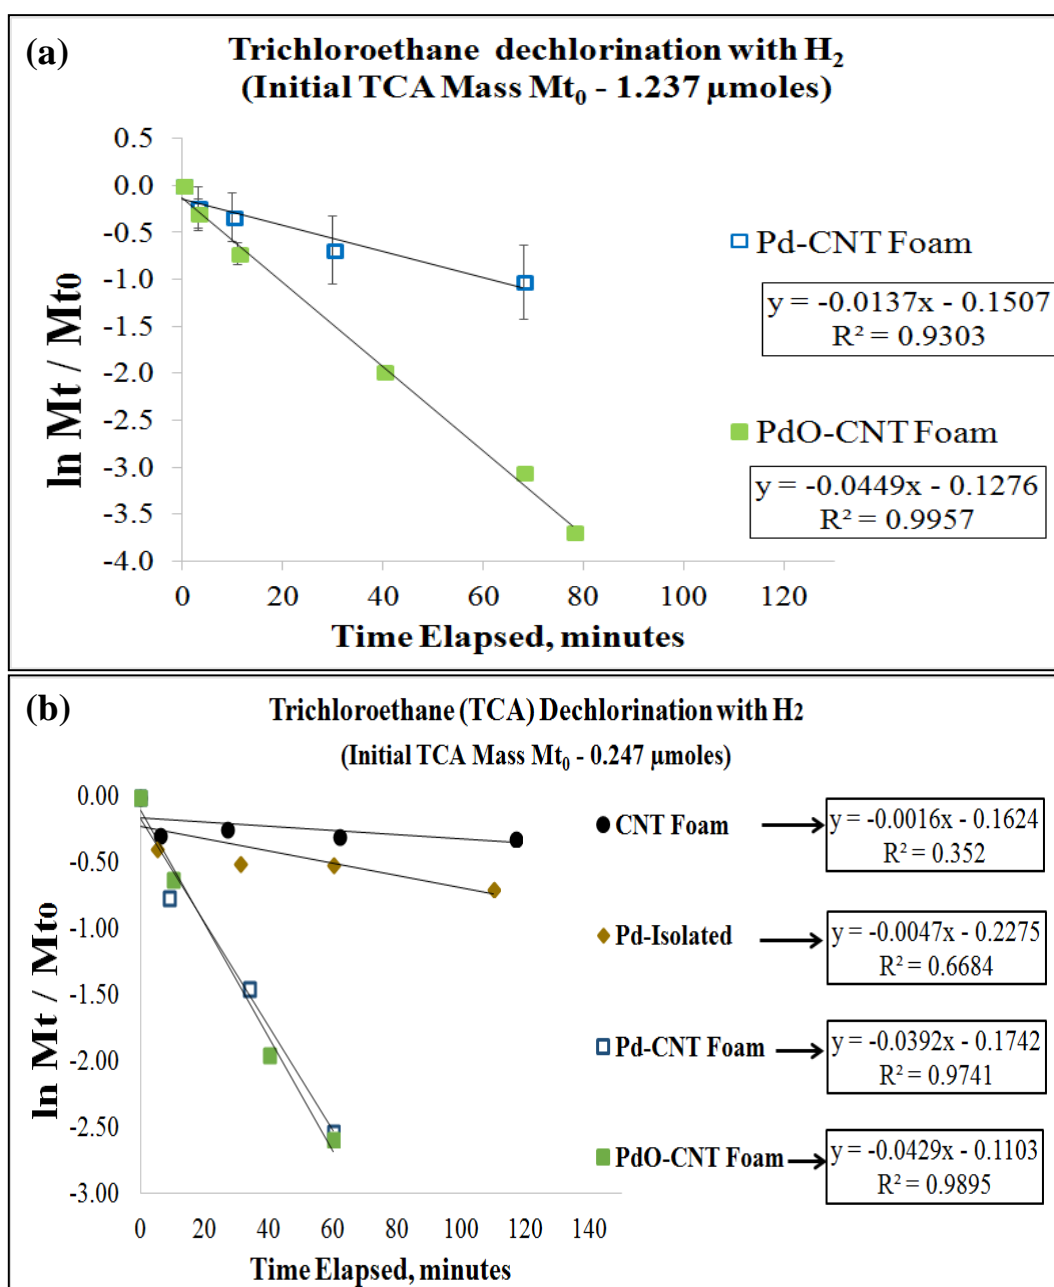 (a)
Trichloroethane dechlorination with H₂
(Initial TCA Mass Mt₀ - 1.237 µmoles)
0.5
0.0
-0.5
-1.0
-1.5
-2.0
-2.5
-3.0
-3.5
-4.0
ln Mt / Mt0
0 20 40 60 80 100 120
Time Elapsed, minutes
Pd-CNT Foam
y = -0.0137x - 0.1507
R² = 0.9303
PdO-CNT Foam
y = -0.0449x - 0.1276
R² = 0.9957
(b)
Trichloroethane (TCA) Dechlorination with H2
(Initial TCA Mass Mt₀ - 0.247 µmoles)
0.00
-0.50
-1.00
-1.50
-2.00
-2.50
-3.00
ln Mt / Mt0
0 20 40 60 80 100 120 140
Time Elapsed, minutes
CNT Foam
y = -0.0016x - 0.1624
R² = 0.352
Pd-Isolated
y = -0.0047x - 0.2275
R² = 0.6684
Pd-CNT Foam
y = -0.0392x - 0.1742
R² = 0.9741
PdO-CNT Foam
y = -0.0429x - 0.1103
R² = 0.9895